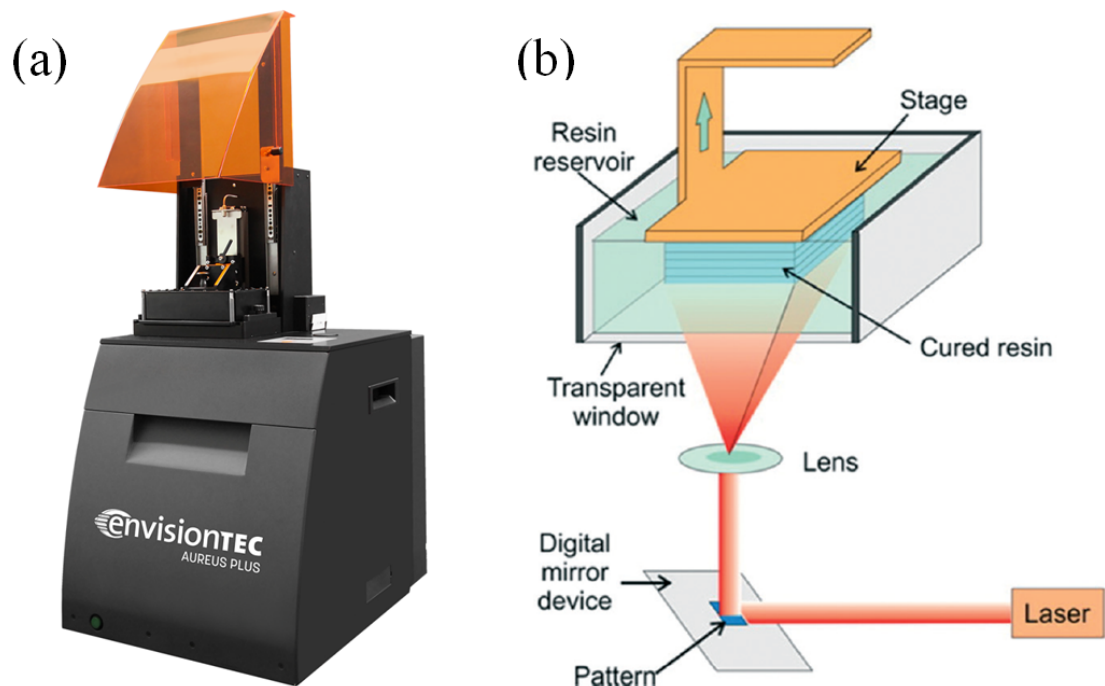 (a)
envisionTEC
AUREUS PLUS
(b)
Stage
Resin
reservoir
Cured resin
Transparent
window
Lens
Digital
mirror
device
Laser
Pattern